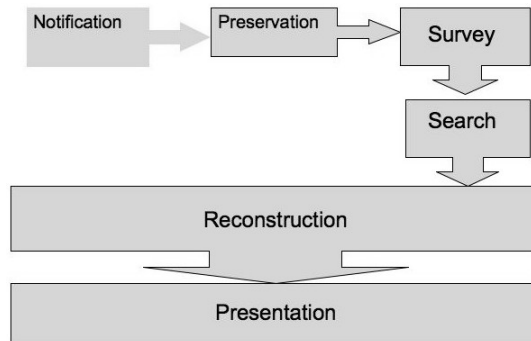 Notification
Preservation
Survey
Search
Reconstruction
Presentation